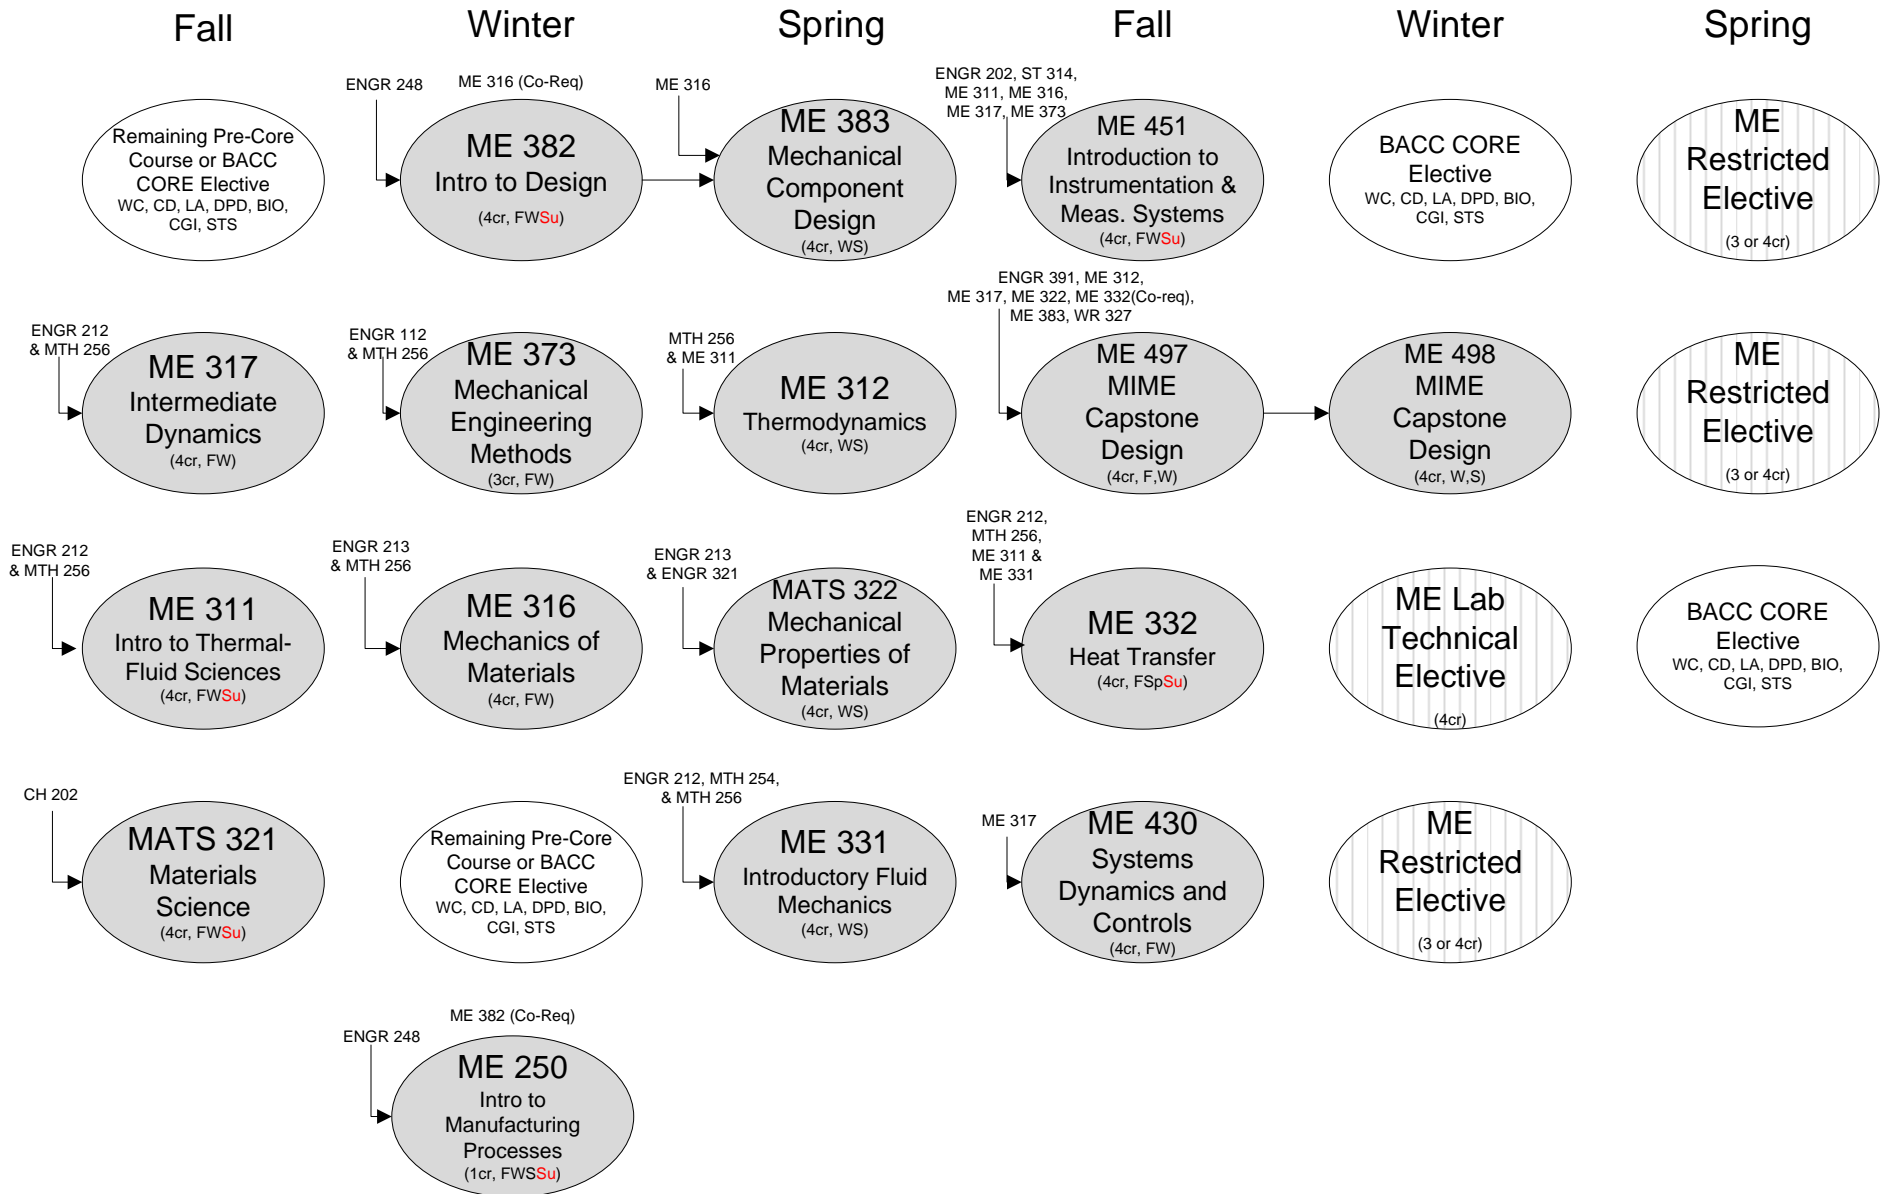 Fall
Winter
Spring
Fall
Winter
Spring
Remaining Pre-Core
Course or BACC
CORE Elective
WC, CD, LA, DPD, BIO,
CGI, STS
ENGR 248
ME 316 (Co-Req)
ME 382
Intro to Design
(4cr, FWSu)
ME 316
ME 383
Mechanical
Component
Design
(4cr, WS)
ENGR 202, ST 314,
ME 311, ME 316,
ME 317, ME 373
ME 451
Introduction to
Instrumentation &
Meas. Systems
(4cr, FWSu)
BACC CORE
Elective
WC, CD, LA, DPD, BIO,
CGI, STS
ME
Restricted
Elective
(3 or 4cr)
ENGR 212
& MTH 256
ME 317
Intermediate
Dynamics
(4cr, FW)
ENGR 112
& MTH 256
ME 373
Mechanical
Engineering
Methods
(3cr, FW)
MTH 256
& ME 311
ME 312
Thermodynamics
(4cr, WS)
ENGR 391, ME 312,
ME 317, ME 322, ME 332(Co-req),
ME 383, WR 327
ME 497
MIME
Capstone
Design
(4cr, F,W)
ME 498
MIME
Capstone
Design
(4cr, W,S)
ME
Restricted
Elective
(3 or 4cr)
ENGR 212
& MTH 256
ME 311
Intro to Thermal-
Fluid Sciences
(4cr, FWSu)
ENGR 213
& MTH 256
ME 316
Mechanics of
Materials
(4cr, FW)
ENGR 213
& ENGR 321
MATS 322
Mechanical
Properties of
Materials
(4cr, WS)
ENGR 212,
MTH 256,
ME 311 &
ME 331
ME 332
Heat Transfer
(4cr, FSpSu)
ME Lab
Technical
Elective
(4cr)
BACC CORE
Elective
WC, CD, LA, DPD, BIO,
CGI, STS
CH 202
MATS 321
Materials
Science
(4cr, FWSu)
Remaining Pre-Core
Course or BACC
CORE Elective
WC, CD, LA, DPD, BIO,
CGI, STS
ENGR 212, MTH 254,
& MTH 256
ME 331
Introductory Fluid
Mechanics
(4cr, WS)
ME 317
ME 430
Systems
Dynamics and
Controls
(4cr, FW)
ME
Restricted
Elective
(3 or 4cr)
ENGR 248
ME 382 (Co-Req)
ME 250
Intro to
Manufacturing
Processes
(1cr, FWSSu)